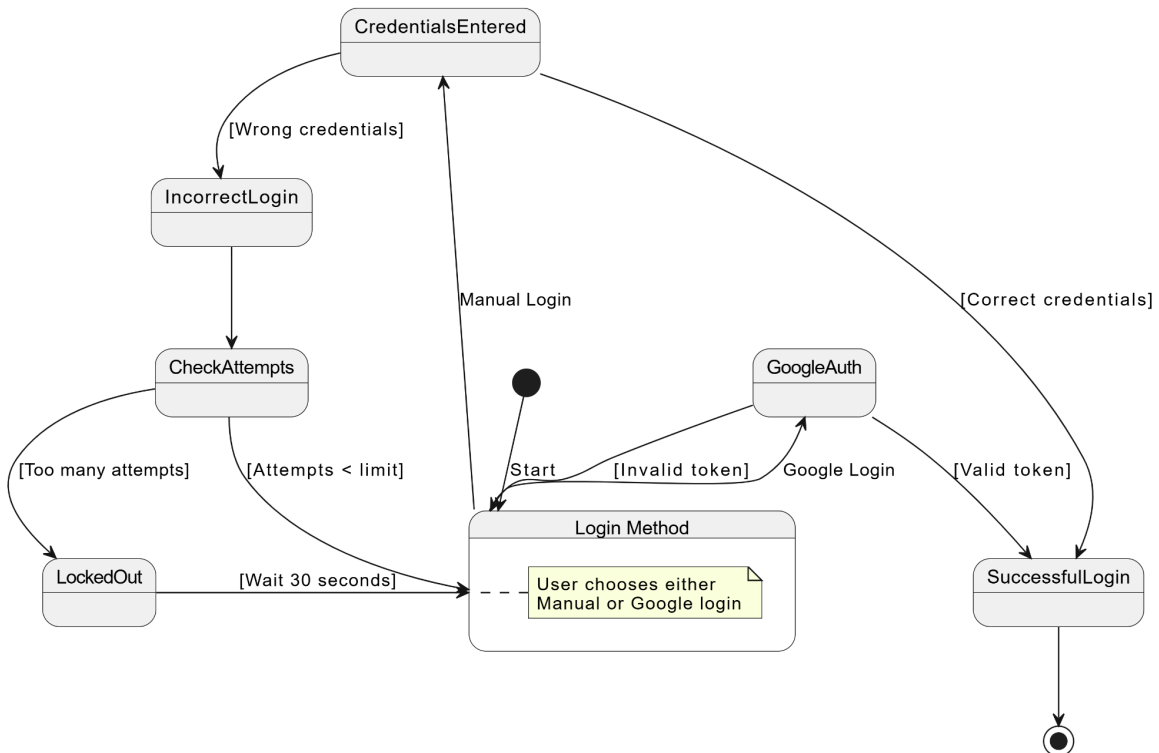 CredentialsEntered
[Wrong credentials]
IncorrectLogin
Manual Login
[Correct credentials]
CheckAttempts
GoogleAuth
[Too many attempts]
[Attempts < limit]
Start
[Invalid token]
Google Login
[Valid token]
Login Method
LockedOut
[Wait 30 seconds]
User chooses either
Manual or Google login
SuccessfulLogin